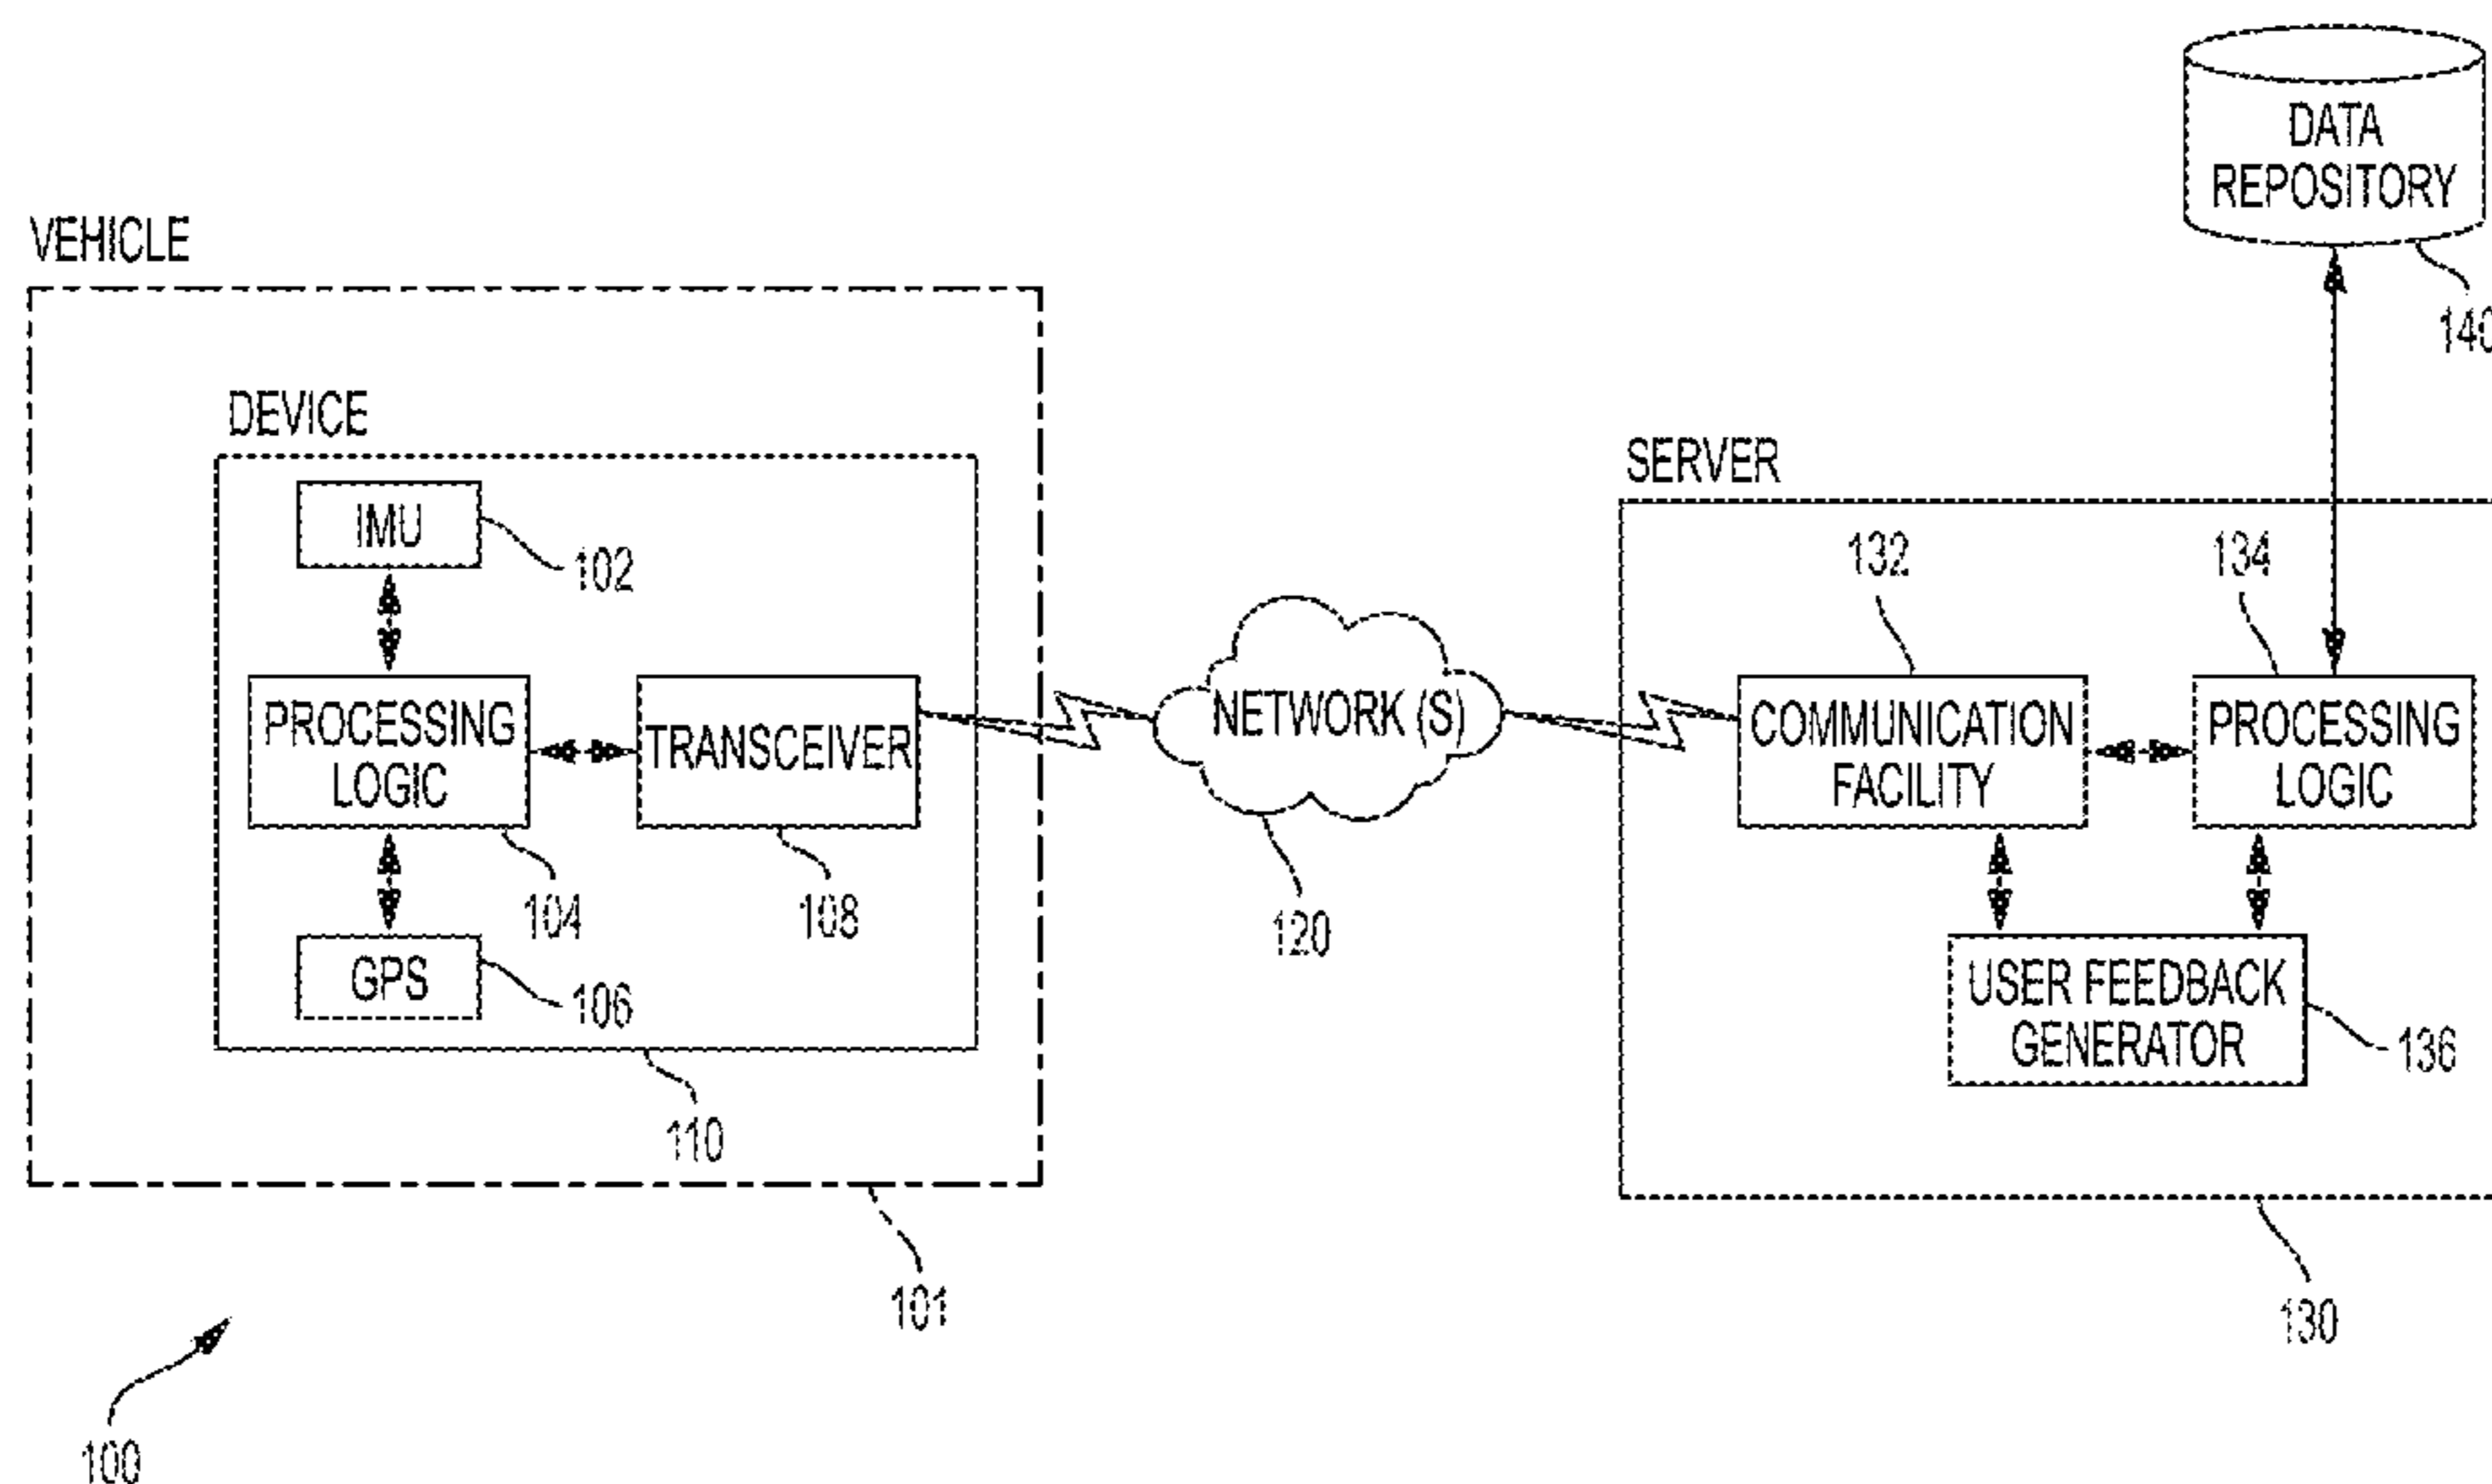 DATA
REPOSITORY
140
VEHICLE
DEVICE
IMU
102
PROCESSING
LOGIC
104
TRANSCEIVER
108
GPS
106
110
101
100
NETWORK (S)
120
SERVER
132
134
COMMUNICATION
FACILITY
PROCESSING
LOGIC
USER FEEDBACK
GENERATOR
136
130